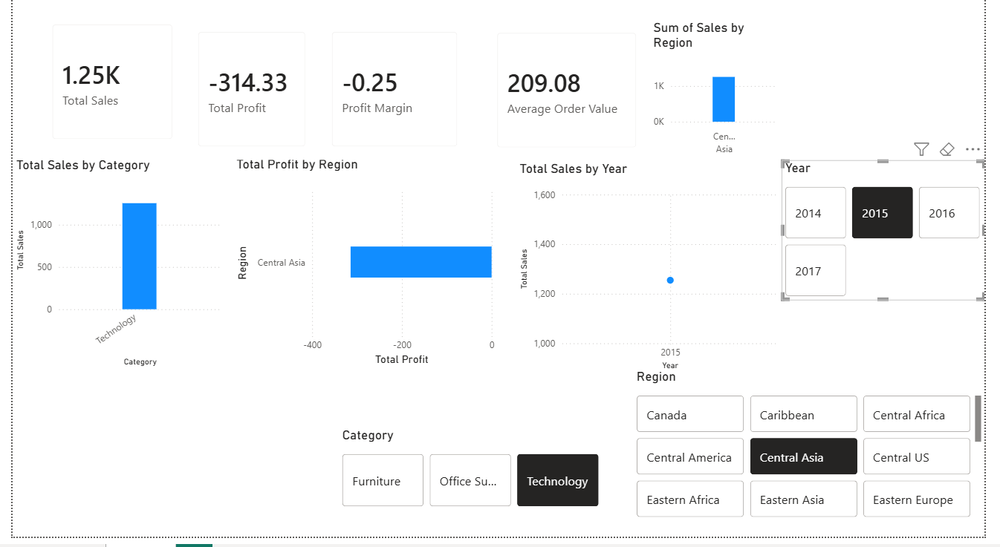 1.25K
Total Sales
-314.33
Total Profit
-0.25
Profit Margin
209.08
Average Order Value
Sum of Sales by
Region
1K
0K
Cen...
Asia
Total Sales by Category
Total Sales
1,000
500
0
Technology
Category
Total Profit by Region
Region
Central Asia
-400
-200
0
Total Profit
Total Sales by Year
Total Sales
1,600
1,400
1,200
1,000
2015
Year
Year
2014
2015
2016
2017
Category
Furniture
Office Su...
Technology
Region
Canada
Caribbean
Central Africa
Central America
Central Asia
Central US
Eastern Africa
Eastern Asia
Eastern Europe